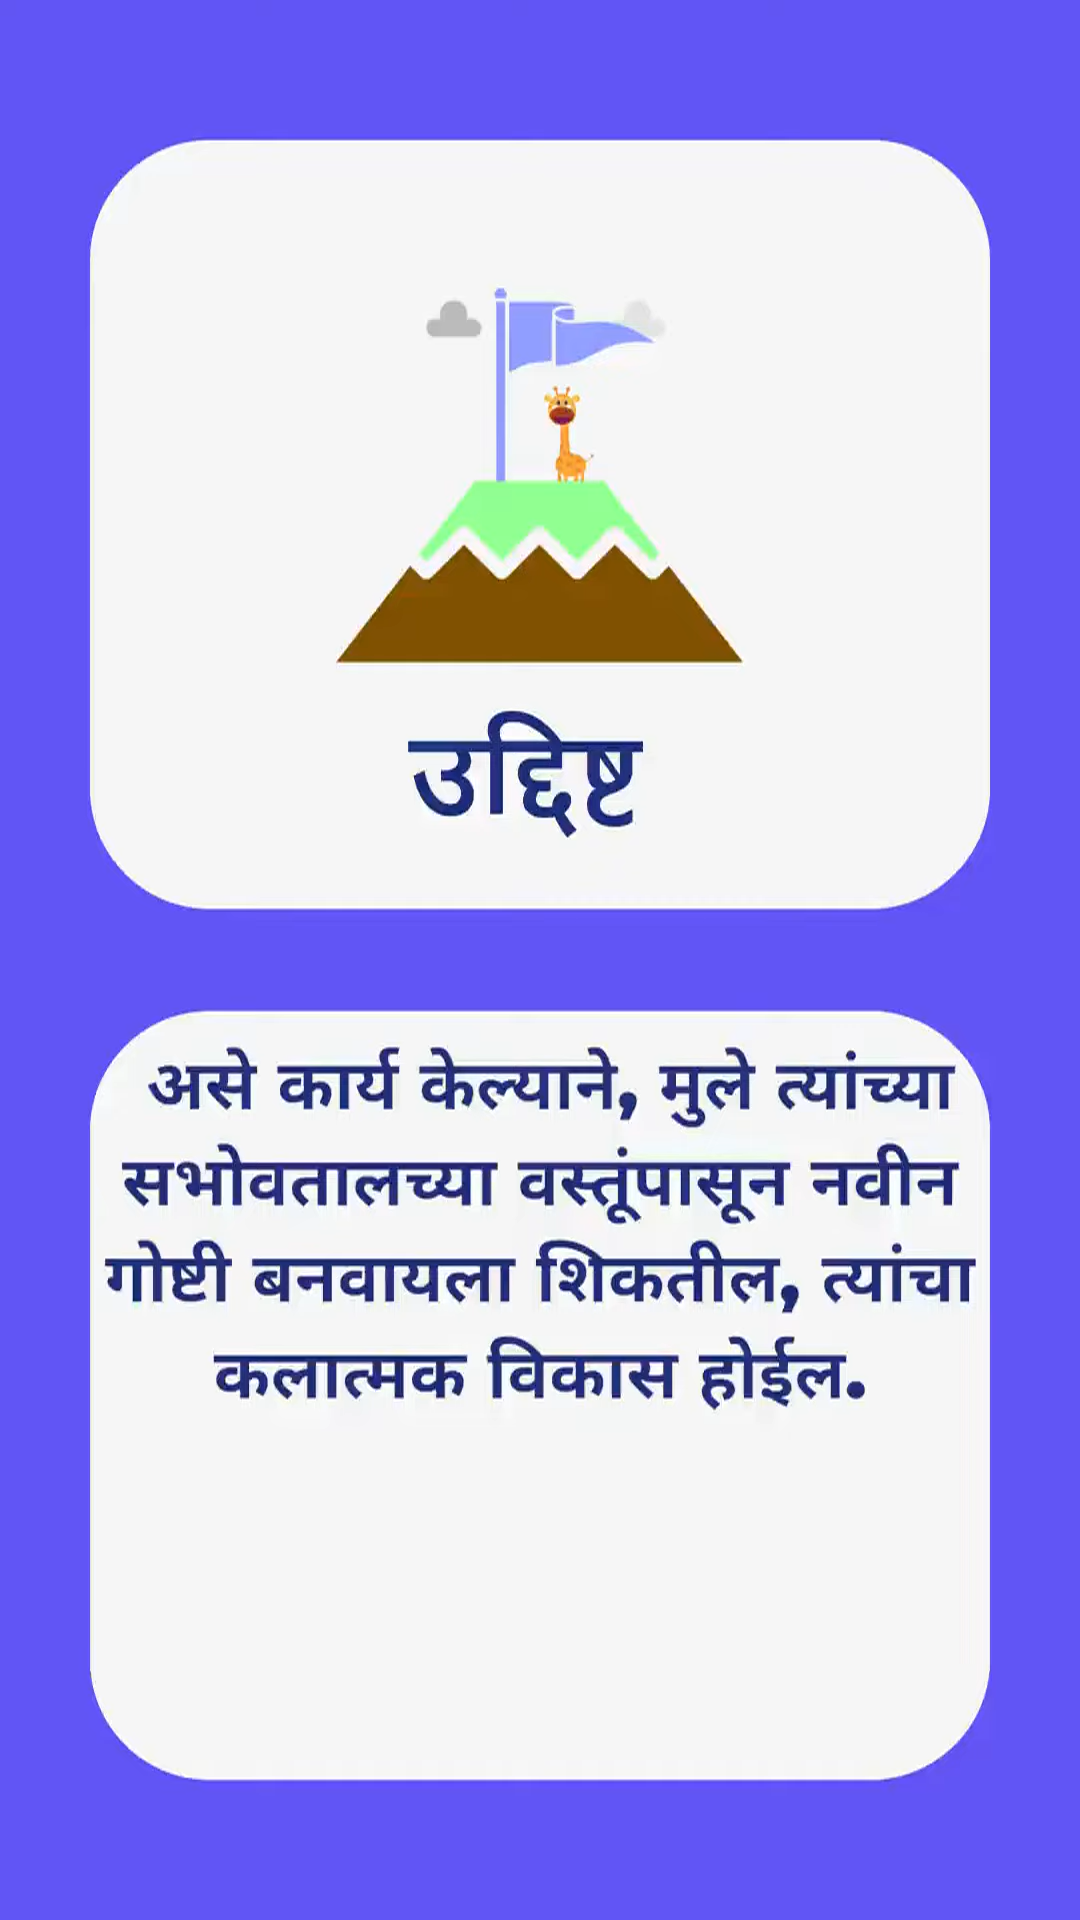 उद्दिष्ट
असे कार्य केल्याने, मुले त्यांच्या
सभोवतालच्या वस्तूंपासून नवीन
गोष्टी बनवायला शिकतील, त्यांचा
कलात्मक विकास होईल.